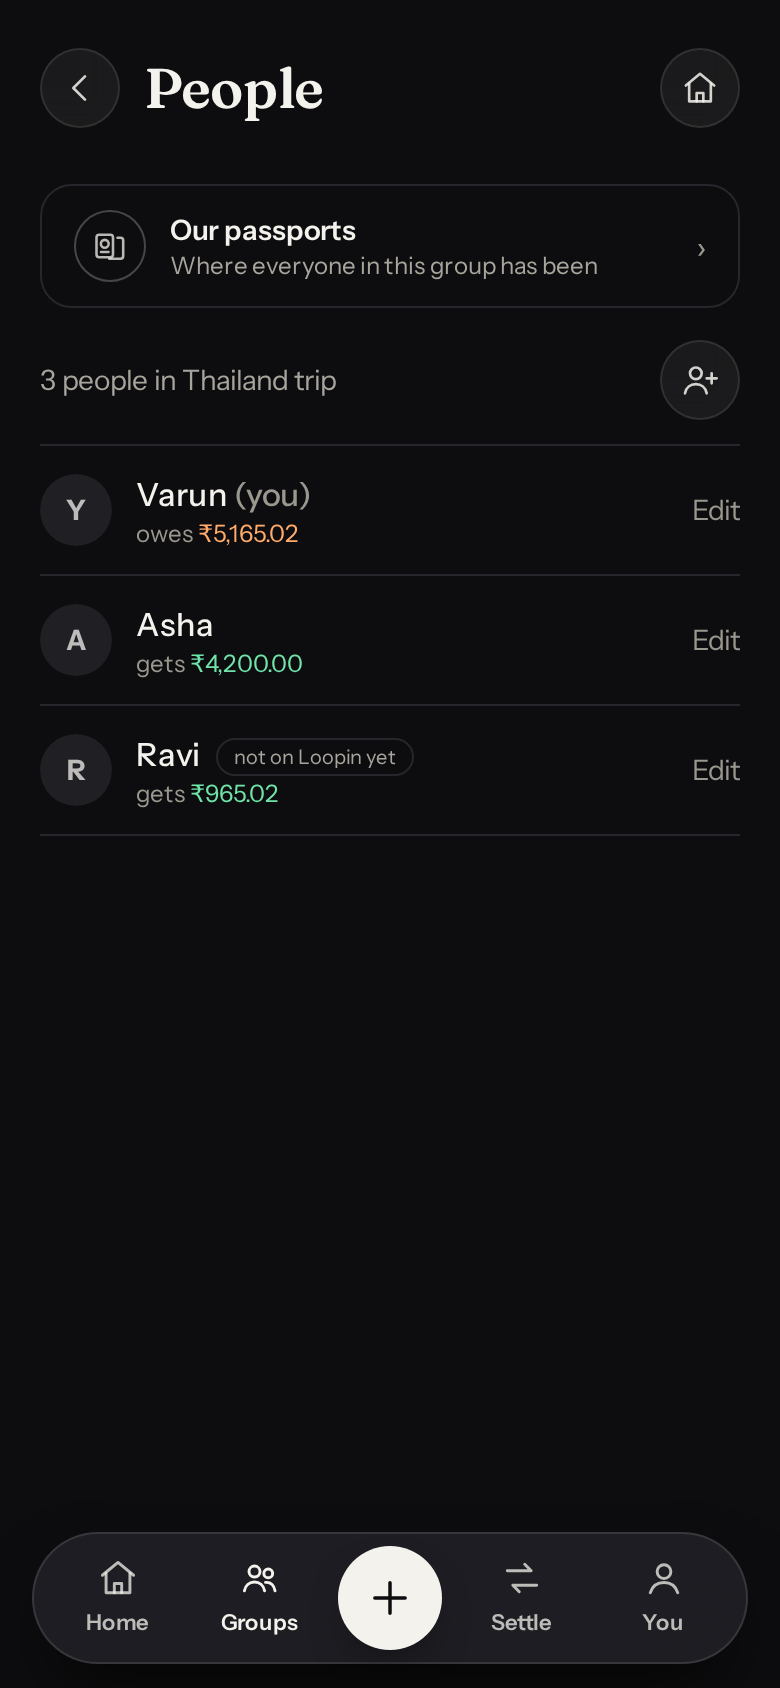 People
Our passports
Where everyone in this group has been
›
3 people in Thailand trip
Y
Varun (you)
owes ₹5,165.02
Edit
A
Asha
gets ₹4,200.00
Edit
R
Ravi not on Loopin yet
gets ₹965.02
Edit
Home
Groups
Settle
You